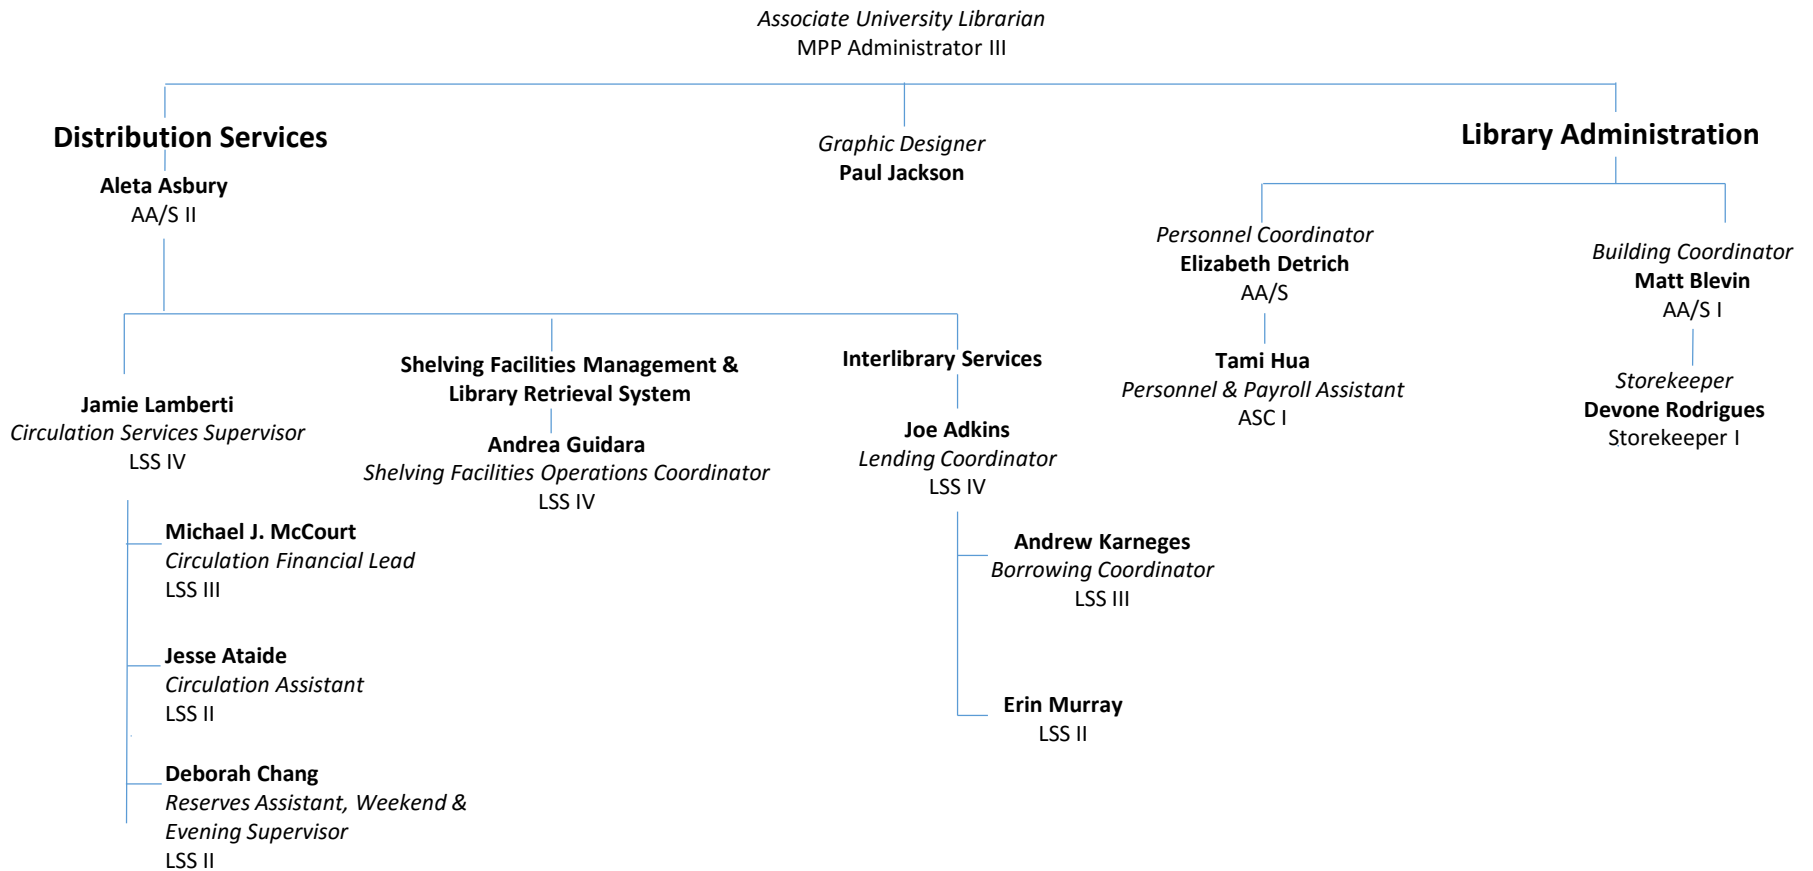 Associate University Librarian
MPP Administrator III
Distribution Services
Aleta Asbury
AA/S II
Graphic Designer
Paul Jackson
Library Administration
Personnel Coordinator
Elizabeth Detrich
AA/S
Tami Hua
Personnel & Payroll Assistant
ASC I
Building Coordinator
Matt Blevin
AA/S I
Storekeeper
Devone Rodrigues
Storekeeper I
Jamie Lamberti
Circulation Services Supervisor
LSS IV
Michael J. McCourt
Circulation Financial Lead
LSS III
Jesse Ataide
Circulation Assistant
LSS II
Deborah Chang
Reserves Assistant, Weekend &
Evening Supervisor
LSS II
Shelving Facilities Management &
Library Retrieval System
Andrea Guidara
Shelving Facilities Operations Coordinator
LSS IV
Interlibrary Services
Joe Adkins
Lending Coordinator
LSS IV
Andrew Karneges
Borrowing Coordinator
LSS III
Erin Murray
LSS II